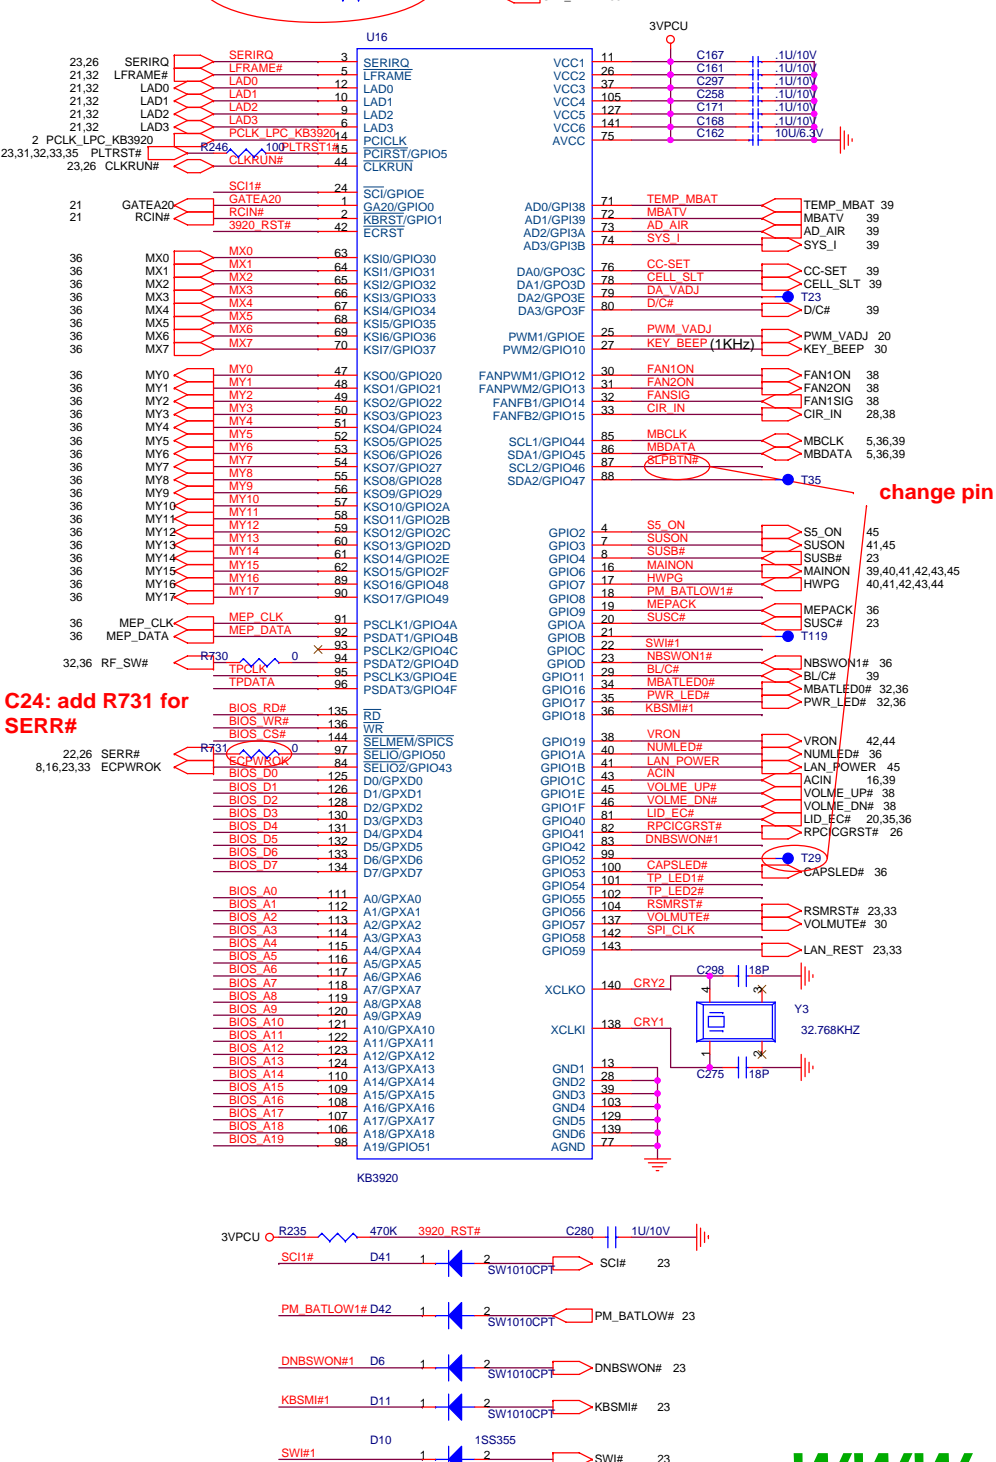 3VPCU
U16
23,26 SERIRQ SERIRQ 3 SERIRQ VCC1 11 C167 .1U/10V
21,32 LFRAME# LFRAME# 5 LFRAME VCC2 26 C161 .1U/10V
21,32 LAD0 LAD0 12 LAD0 VCC3 37 C297 .1U/10V
21,32 LAD1 LAD1 10 LAD1 VCC4 105 C258 .1U/10V
21,32 LAD2 LAD2 9 LAD2 VCC5 127 C171 .1U/10V
21,32 LAD3 LAD3 6 LAD3 VCC6 141 C168 .1U/10V
2 PCLK_LPC_KB3920 PCLK_LPC_KB3920 14 PCICLK AVCC 75 C162 10U/6.3V
23,31,32,33,35 PLTRST# R246 100 PLTRST1# 15 PCIRST/GPIO5
23,26 CLKRUN# CLKRUN# 44 CLKRUN
SCI1# 24 SCI/GPIOE
21 GATEA20 GATEA20 1 GA20/GPIO0 AD0/GPI38 71 TEMP_MBAT TEMP_MBAT 39
21 RCIN# RCIN# 2 KBRST/GPIO1 AD1/GPI39 72 MBATV MBATV 39
3920_RST# 42 ECRST AD2/GPI3A 73 AD_AIR AD_AIR 39
AD3/GPI3B 74 SYS_I SYS_I 39
36 MX0 MX0 63 KSI0/GPIO30
36 MX1 MX1 64 KSI1/GPIO31 DA0/GPO3C 76 CC-SET CC-SET 39
36 MX2 MX2 65 KSI2/GPIO32 DA1/GPO3D 78 CELL_SLT CELL_SLT 39
36 MX3 MX3 66 KSI3/GPIO33 DA2/GPO3E 79 DA_VADJ T23
36 MX4 MX4 67 KSI4/GPIO34 DA3/GPO3F 80 D/C# D/C# 39
36 MX5 MX5 68 KSI5/GPIO35
36 MX6 MX6 69 KSI6/GPIO36 PWM1/GPIOE 25 PWM_VADJ PWM_VADJ 20
36 MX7 MX7 70 KSI7/GPIO37 PWM2/GPIO10 27 KEY_BEEP (1KHz) KEY_BEEP 30
36 MY0 MY0 47 KSO0/GPIO20 FANPWM1/GPIO12 30 FAN1ON FAN1ON 38
36 MY1 MY1 48 KSO1/GPIO21 FANPWM2/GPIO13 31 FAN2ON FAN2ON 38
36 MY2 MY2 49 KSO2/GPIO22 FANFB1/GPIO14 32 FANSIG FAN1SIG 38
36 MY3 MY3 50 KSO3/GPIO23 FANFB2/GPIO15 33 CIR_IN CIR_IN 28,38
36 MY4 MY4 51 KSO4/GPIO24
36 MY5 MY5 52 KSO5/GPIO25 SCL1/GPIO44 85 MBCLK MBCLK 5,36,39
36 MY6 MY6 53 KSO6/GPIO26 SDA1/GPIO45 86 MBDATA MBDATA 5,36,39
36 MY7 MY7 54 KSO7/GPIO27 SCL2/GPIO46 87 SLPBTN#
36 MY8 MY8 55 KSO8/GPIO28 SDA2/GPIO47 88 T35
36 MY9 MY9 56 KSO9/GPIO29
change pin
36 MY10 MY10 57 KSO10/GPIO2A
36 MY11 MY11 58 KSO11/GPIO2B
36 MY12 MY12 59 KSO12/GPIO2C GPIO2 4 S5_ON S5_ON 45
36 MY13 MY13 60 KSO13/GPIO2D GPIO3 7 SUSON SUSON 41,45
36 MY14 MY14 61 KSO14/GPIO2E GPIO4 8 SUSB# SUSB# 23
36 MY15 MY15 62 KSO15/GPIO2F GPIO6 16 MAINON MAINON 39,40,41,42,43,45
36 MY16 MY16 89 KSO16/GPIO48 GPIO7 17 HWPG HWPG 40,41,42,43,44
36 MY17 MY17 90 KSO17/GPIO49 GPIO8 18 PM_BATLOW1#
GPIO9 19 MEPACK MEPACK 36
36 MEP_CLK MEP_CLK 91 PSCLK1/GPIO4A GPIOA 20 SUSC# SUSC# 23
36 MEP_DATA MEP_DATA 92 PSDAT1/GPIO4B GPIOB 21 T119
93 PSCLK2/GPIO4C GPIOC 22 SWI#1
32,36 RF_SW# R730 0 94 PSDAT2/GPIO4D GPIOD 23 NBSWON1# NBSWON1# 36
TPCLK 95 PSCLK3/GPIO4E GPIO11 29 BL/C# BL/C# 39
TPDATA 96 PSDAT3/GPIO4F GPIO16 34 MBATLED0# MBATLED0# 32,36
GPIO17 35 PWR_LED# PWR_LED# 32,36
C24: add R731 for
SERR#
BIOS_RD# 135 RD GPIO18 36 KBSMI#1
BIOS_WR# 136 WR
BIOS_CS# 144 SELMEM/SPICS GPIO19 38 VRON VRON 42,44
22,26 SERR# R731 0 97 SELIO/GPIO50 GPIO1A 40 NUMLED# NUMLED# 36
8,16,23,33 ECPWROK ECPWROK 84 SELIO2/GPIO43 GPIO1B 41 LAN_POWER LAN_POWER 45
BIOS_D0 125 D0/GPXD0 GPIO1C 43 ACIN ACIN 16,39
BIOS_D1 126 D1/GPXD1 GPIO1E 45 VOLME_UP# VOLME_UP# 38
BIOS_D2 128 D2/GPXD2 GPIO1F 46 VOLME_DN# VOLME_DN# 38
BIOS_D3 130 D3/GPXD3 GPIO40 81 LID_EC# LID_EC# 20,35,36
BIOS_D4 131 D4/GPXD4 GPIO41 82 RPCICGRST# RPCICGRST# 26
BIOS_D5 132 D5/GPXD5 GPIO42 83 DNBSWON#1
BIOS_D6 133 D6/GPXD6 GPIO52 99 T29
BIOS_D7 134 D7/GPXD7 GPIO53 100 CAPSLED# CAPSLED# 36
GPIO54 101 TP_LED1#
BIOS_A0 111 A0/GPXA0 GPIO55 102 TP_LED2#
BIOS_A1 112 A1/GPXA1 GPIO56 104 RSMRST# RSMRST# 23,33
BIOS_A2 113 A2/GPXA2 GPIO57 137 VOLMUTE# VOLMUTE# 30
BIOS_A3 114 A3/GPXA3 GPIO58 142 SPI_CLK
BIOS_A4 115 A4/GPXA4 GPIO59 143 LAN_REST 23,33
BIOS_A5 116 A5/GPXA5
BIOS_A6 117 A6/GPXA6 C298 18P
BIOS_A7 118 A7/GPXA7 XCLKO 140 CRY2 4 3
BIOS_A8 119 A8/GPXA8 Y3
BIOS_A9 120 A9/GPXA9
BIOS_A10 121 A10/GPXA10 XCLKI 138 CRY1 32.768KHZ
BIOS_A11 122 A11/GPXA11
BIOS_A12 123 A12/GPXA12 1 2
BIOS_A13 124 A13/GPXA13 GND1 13 C275 18P
BIOS_A14 110 A14/GPXA14 GND2 28
BIOS_A15 109 A15/GPXA15 GND3 39
BIOS_A16 108 A16/GPXA16 GND4 103
BIOS_A17 107 A17/GPXA17 GND5 129
BIOS_A18 106 A18/GPXA18 GND6 139
BIOS_A19 98 A19/GPIO51 AGND 77
KB3920
3VPCU R235 470K 3920_RST# C280 1U/10V
SCI1# D41 1 2 SW1010CPT SCI# 23
PM_BATLOW1# D42 1 2 SW1010CPT PM_BATLOW# 23
DNBSWON#1 D6 1 2 SW1010CPT DNBSWON# 23
KBSMI#1 D11 1 2 SW1010CPT KBSMI# 23
D10 1SS355
SWI#1 1 2 SWI# 23